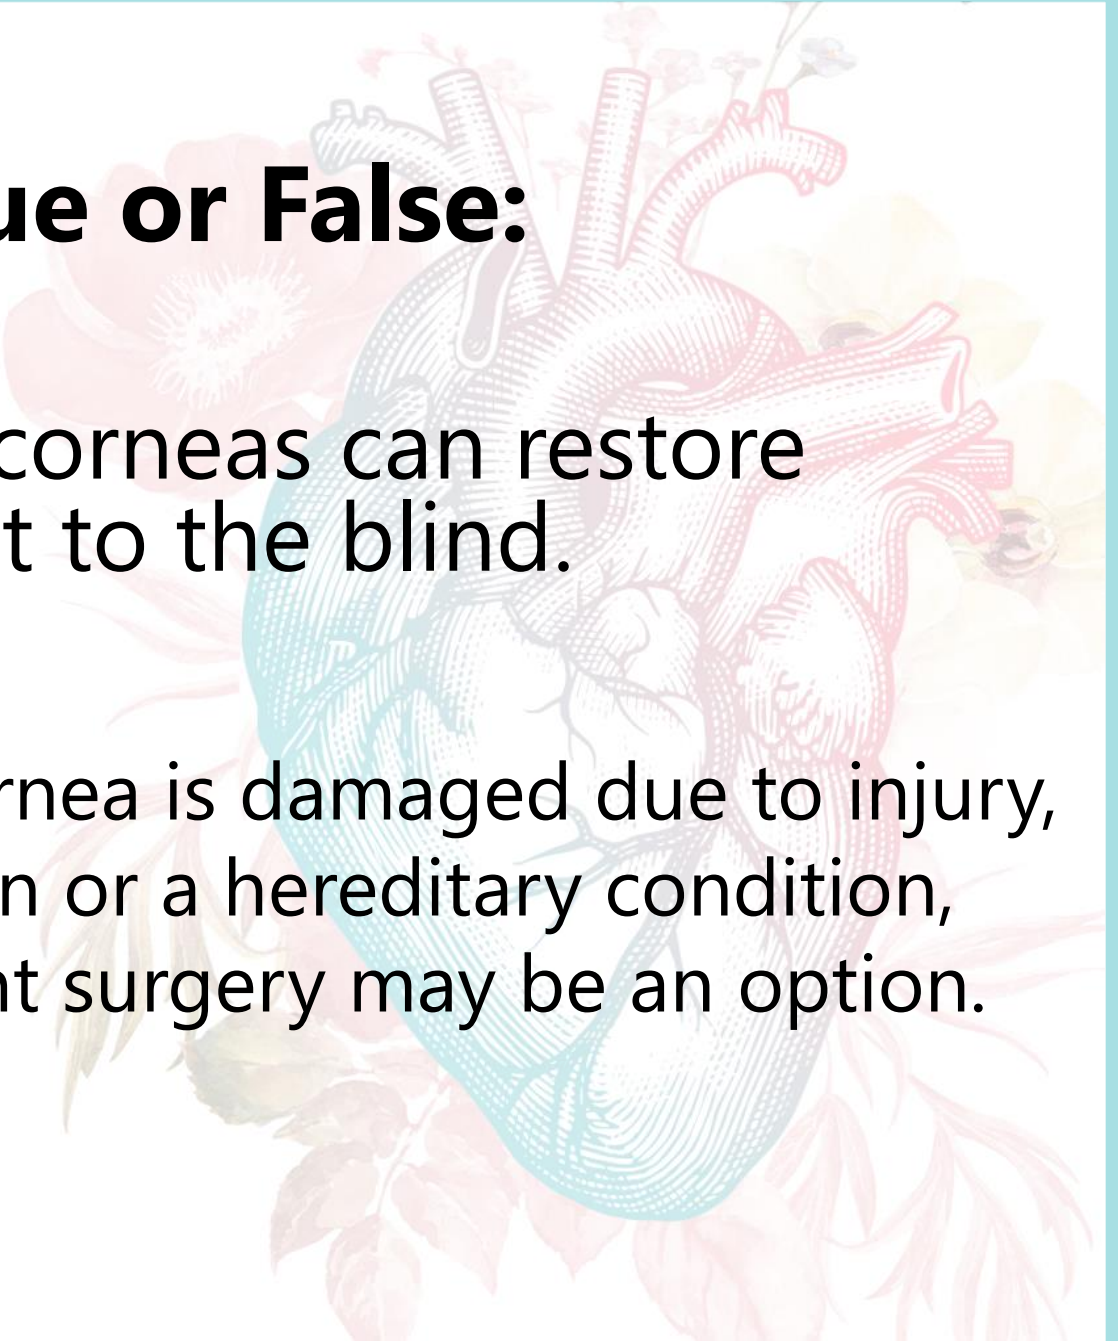 ue or False:
corneas can restore
t to the blind.
rnea is damaged due to injury,
n or a hereditary condition,
nt surgery may be an option.